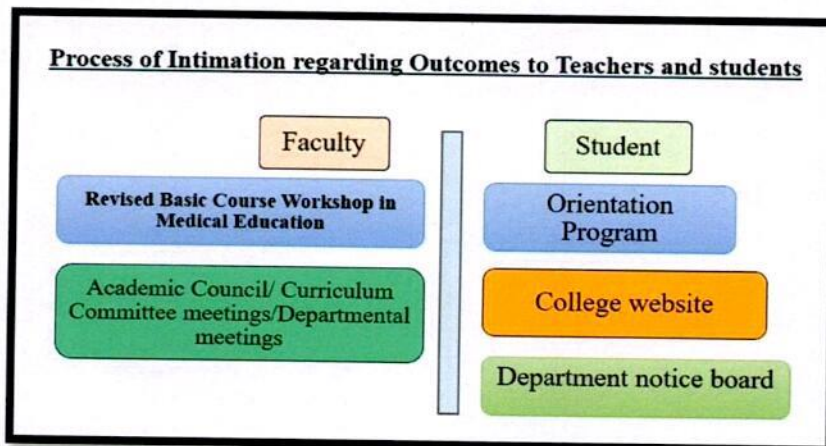 Process of Intimation regarding Outcomes to Teachers and students
Faculty
Revised Basic Course Workshop in
Medical Education
Academic Council/ Curriculum
Committee meetings/Departmental
meetings
Student
Orientation
Program
College website
Department notice board